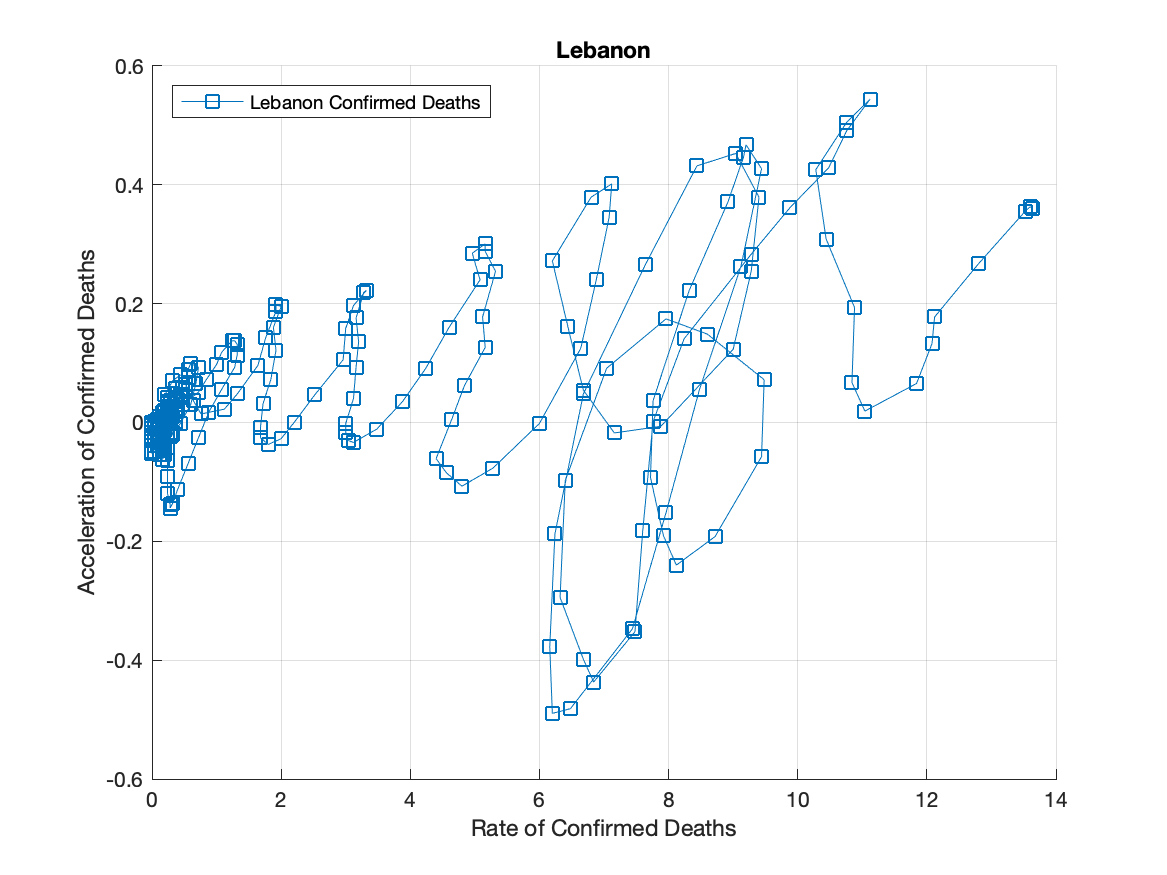 Lebanon
Lebanon Confirmed Deaths
Acceleration of Confirmed Deaths
0.6
0.4
0.2
0
-0.2
-0.4
-0.6
0 2 4 6 8 10 12 14
Rate of Confirmed Deaths